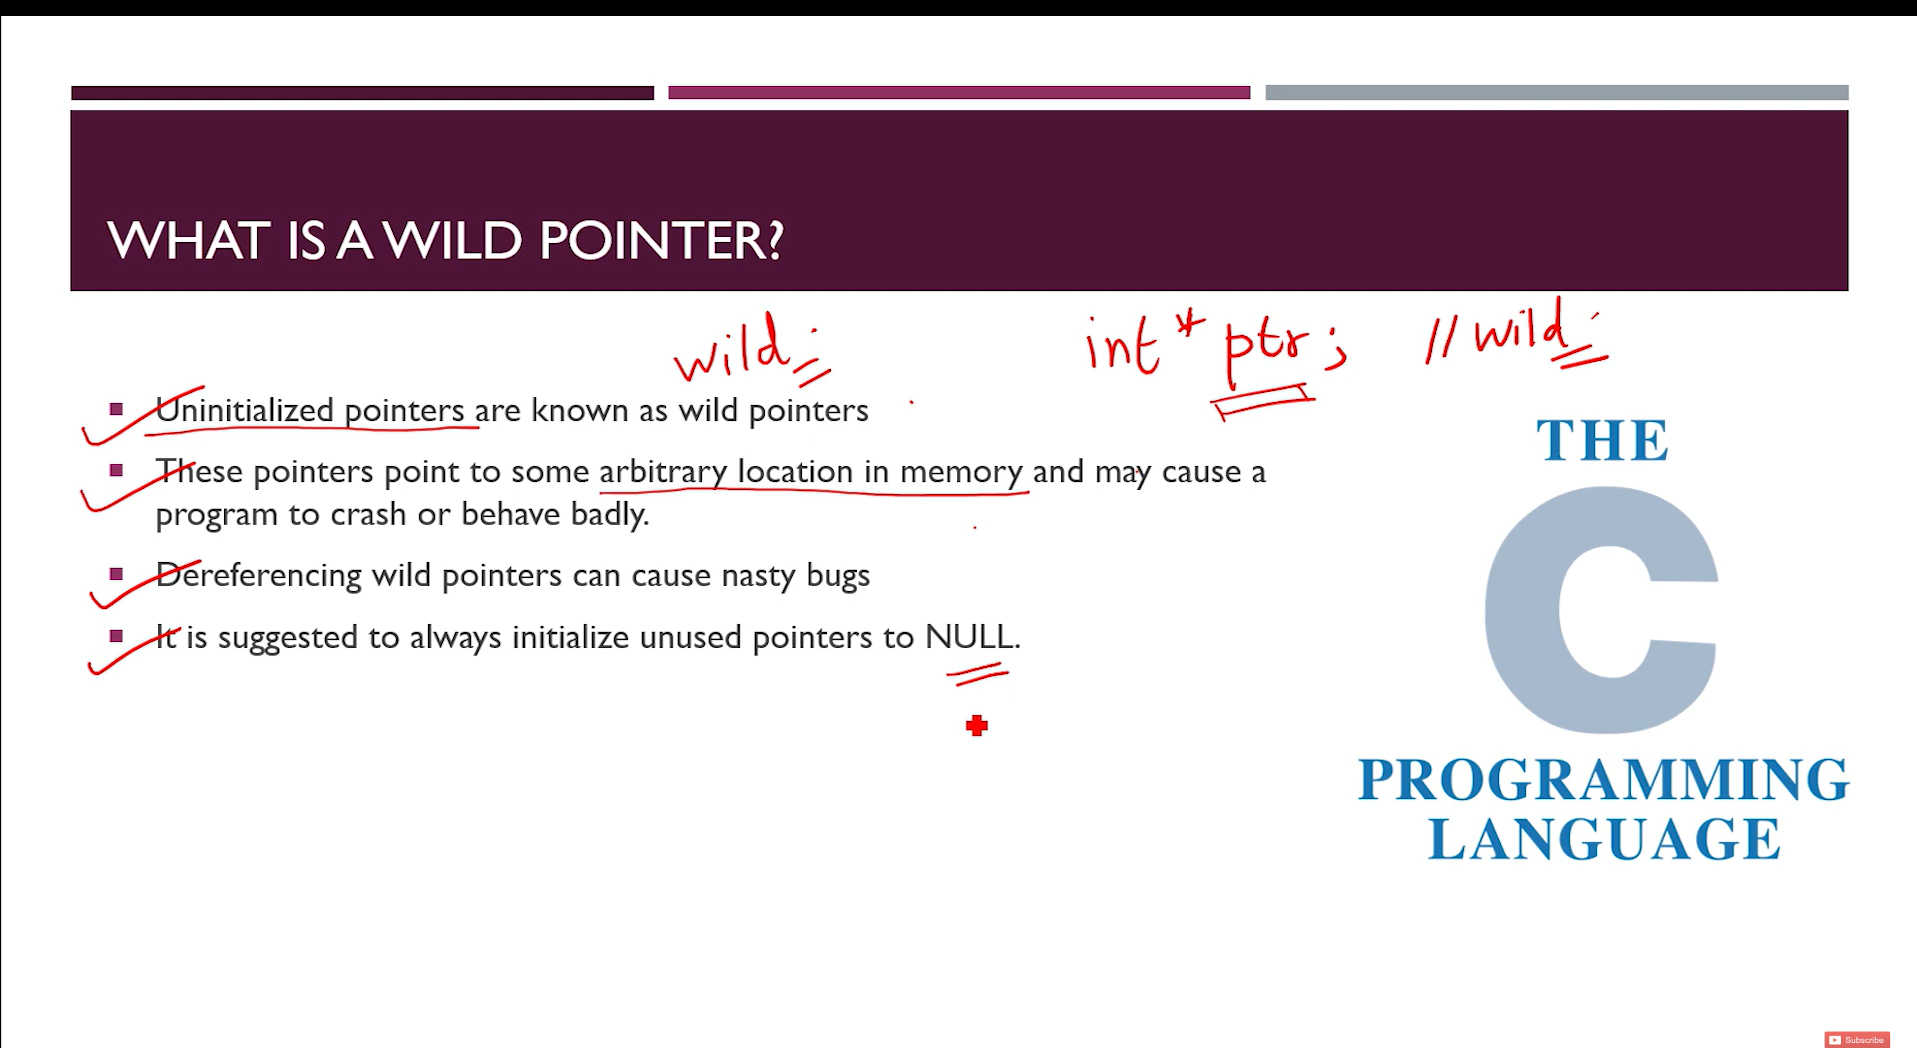 WHAT IS A WILD POINTER?
wild
int * ptr; // wild
Uninitialized pointers are known as wild pointers
These pointers point to some arbitrary location in memory and may cause a
program to crash or behave badly.
Dereferencing wild pointers can cause nasty bugs
It is suggested to always initialize unused pointers to NULL.
THE
C
PROGRAMMING
LANGUAGE
Subscribe